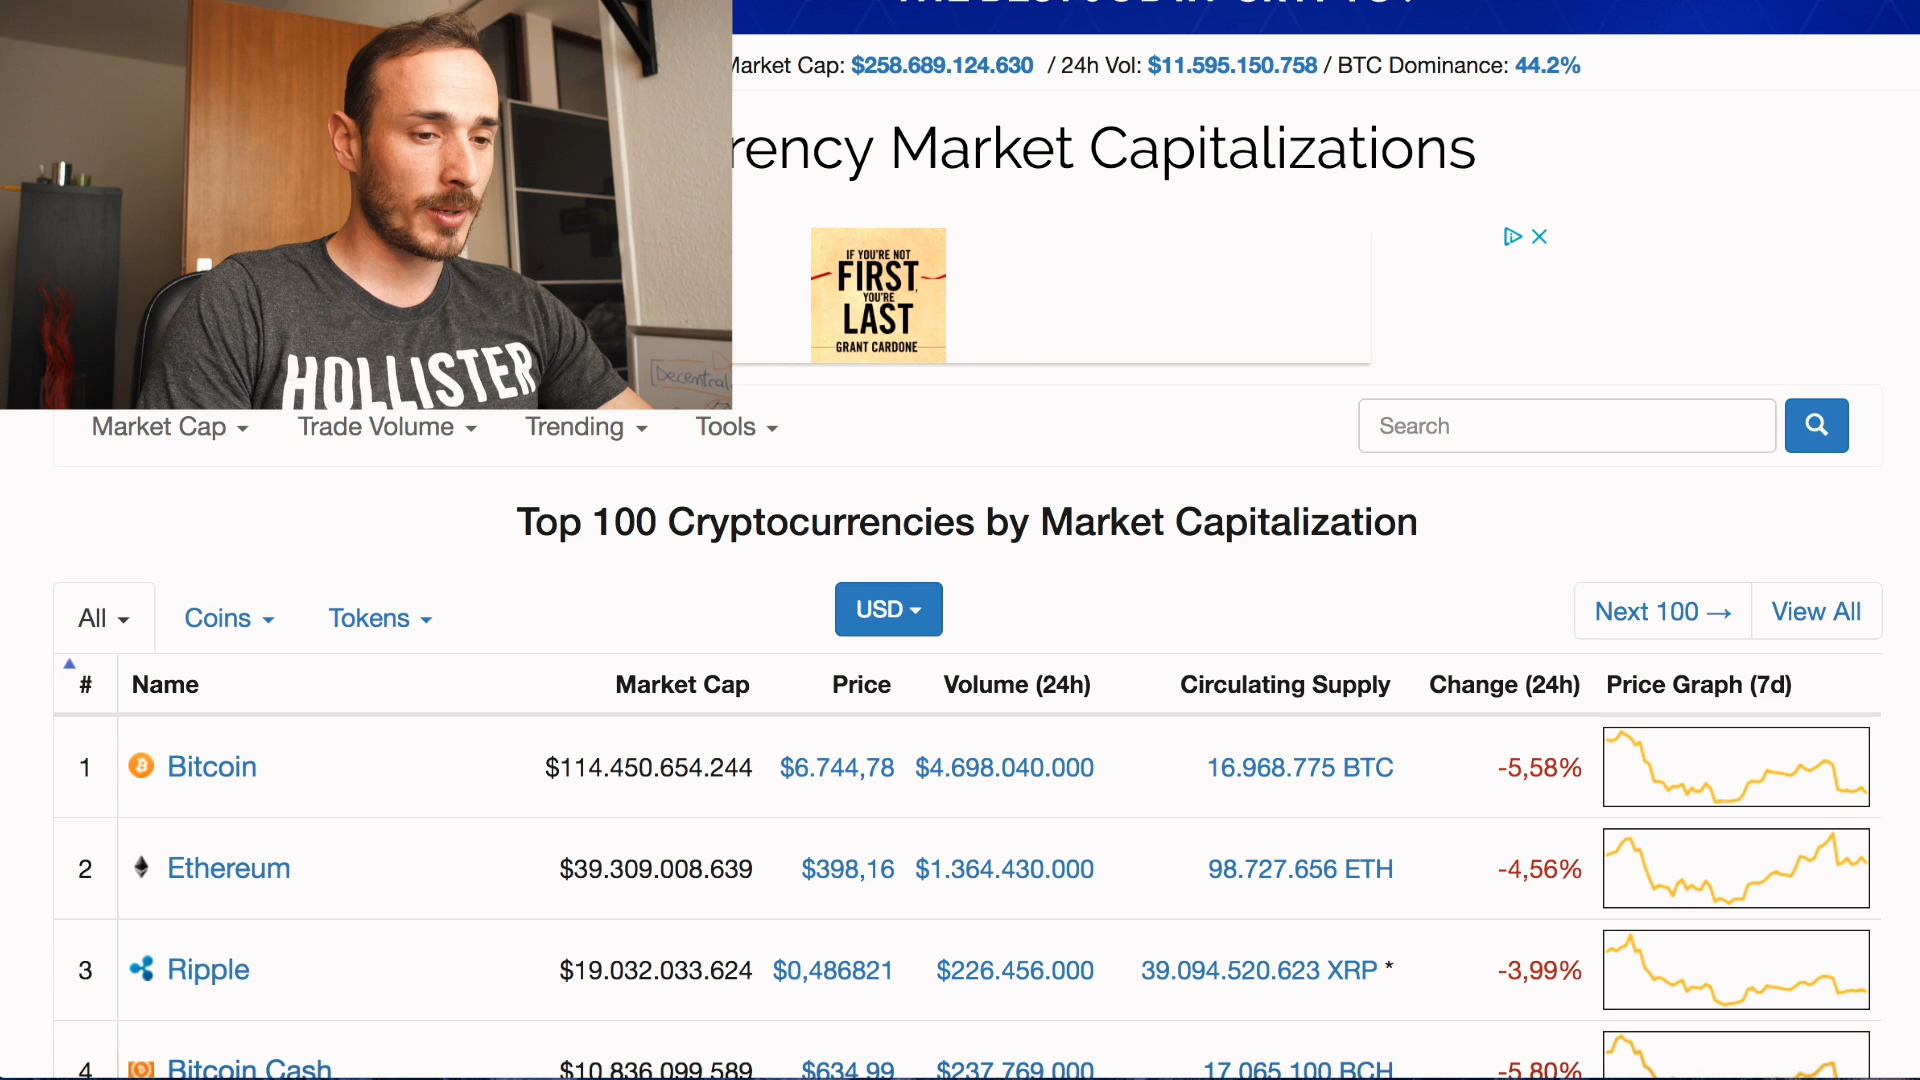 Market Cap: $258.689.124.630 / 24h Vol: $11.595.150.758 / BTC Dominance: 44.2%
rency Market Capitalizations
IF YOU'RE NOT
FIRST,
YOU'RE
LAST
GRANT CARDONE
HOLLISTER
Decentral
Market Cap Trade Volume Trending Tools
Search
Top 100 Cryptocurrencies by Market Capitalization
All Coins Tokens USD Next 100 → View All
# Name Market Cap Price Volume (24h) Circulating Supply Change (24h) Price Graph (7d)
1 Bitcoin $114.450.654.244 $6.744,78 $4.698.040.000 16.968.775 BTC -5,58%
2 Ethereum $39.309.008.639 $398,16 $1.364.430.000 98.727.656 ETH -4,56%
3 Ripple $19.032.033.624 $0,486821 $226.456.000 39.094.520.623 XRP * -3,99%
4 Bitcoin Cash $10.836.099.589 $634,99 $237.769.000 17.065.100 BCH -5,80%